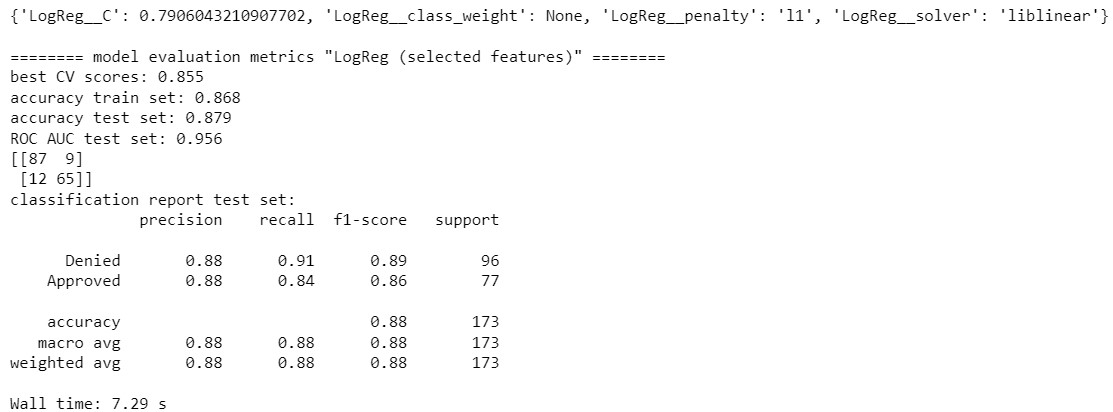 {'LogReg__C': 0.7906043210907702, 'LogReg__class_weight': None, 'LogReg__penalty': 'l1', 'LogReg__solver': 'liblinear'}
======== model evaluation metrics "LogReg (selected features)" ========
best CV scores: 0.855
accuracy train set: 0.868
accuracy test set: 0.879
ROC AUC test set: 0.956
[[87  9]
 [12 65]]
classification report test set:
              precision    recall  f1-score   support
      Denied       0.88      0.91      0.89        96
    Approved       0.88      0.84      0.86        77
    accuracy                           0.88       173
   macro avg       0.88      0.88      0.88       173
weighted avg       0.88      0.88      0.88       173
Wall time: 7.29 s